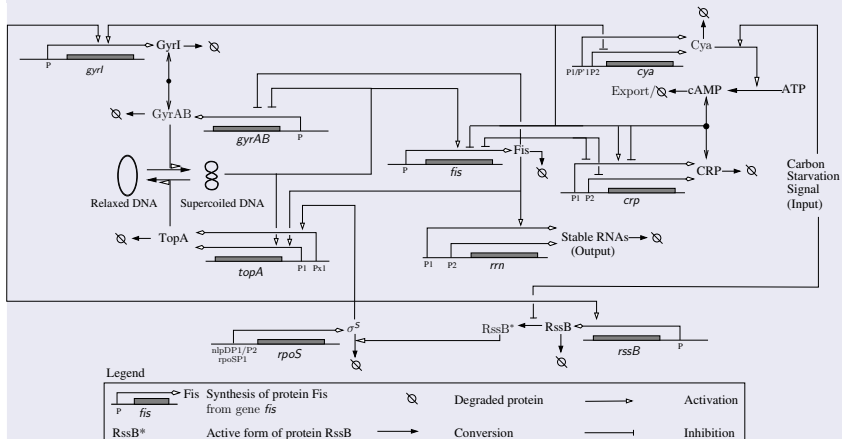 P
gyrI
GyrI
P1/P'1 P2
cya
Cya
Export/
cAMP
ATP
GyrAB
gyrAB
P
P
fis
Fis
P1 P2
crp
CRP
Carbon
Starvation
Signal
(Input)
Relaxed DNA
Supercoiled DNA
TopA
topA
P1 Px1
P1 P2
rrn
Stable RNAs
(Output)
nlpDP1/P2
rpoSP1
rpoS
σS
RssB*
RssB
rssB
P
Legend
P
fis
Fis Synthesis of protein Fis
from gene fis
Degraded protein
Activation
RssB* Active form of protein RssB
Conversion
Inhibition